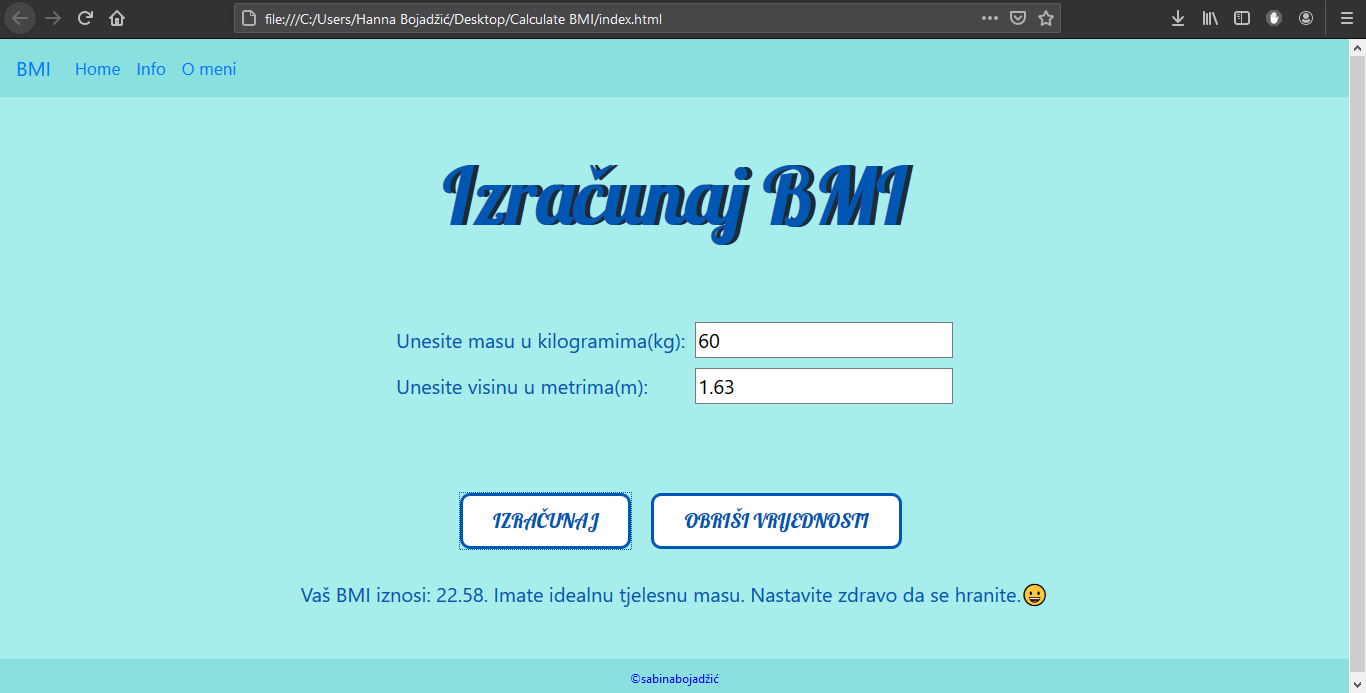 file:///C:/Users/Hanna Bojadžić/Desktop/Calculate BMI/index.html
BMI Home Info O meni
Izračunaj BMI
Unesite masu u kilogramima(kg): 60
Unesite visinu u metrima(m): 1.63
IZRAČUNAJ OBRIŠI VRIJEDNOSTI
Vaš BMI iznosi: 22.58. Imate idealnu tjelesnu masu. Nastavite zdravo da se hranite.😀
©sabinabojadžić